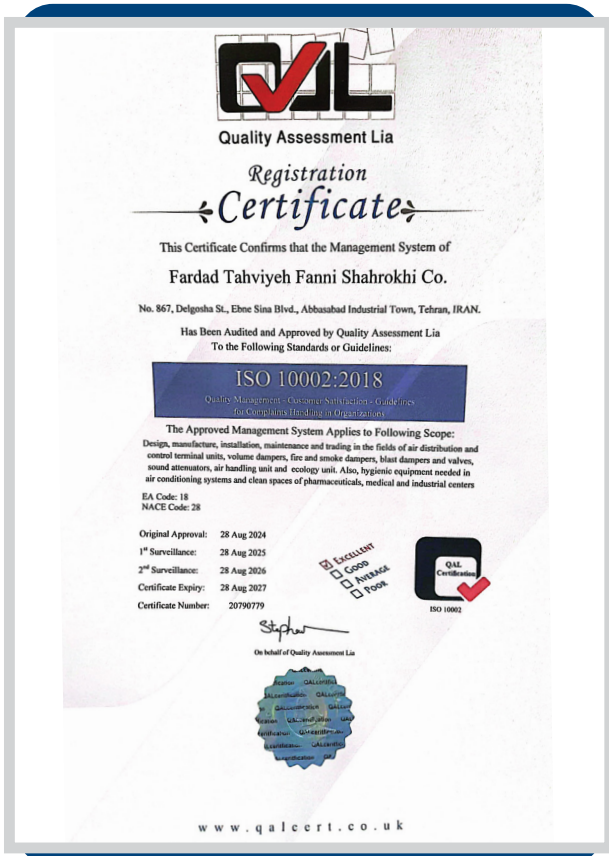 QAL
Quality Assessment Lia
Registration
Certificate
This Certificate Confirms that the Management System of
Fardad Tahviyeh Fanni Shahrokhi Co.
No. 867, Delgosha St., Ebne Sina Blvd., Abbasabad Industrial Town, Tehran, IRAN.
Has Been Audited and Approved by Quality Assessment Lia
To the Following Standards or Guidelines:
ISO 10002:2018
Quality Management - Customer Satisfaction - Guidelines
for Complaints Handling in Organizations
The Approved Management System Applies to Following Scope:
Design, manufacture, installation, maintenance and trading in the fields of air distribution and
control terminal units, volume dampers, fire and smoke dampers, blast dampers and valves,
sound attenuators, air handling unit and ecology unit. Also, hygienic equipment needed in
air conditioning systems and clean spaces of pharmaceuticals, medical and industrial centers
EA Code: 18
NACE Code: 28
Original Approval: 28 Aug 2024
1st Surveillance: 28 Aug 2025
2nd Surveillance: 28 Aug 2026
Certificate Expiry: 28 Aug 2027
Certificate Number: 20790779
EXCELLENT
GOOD
AVERAGE
POOR
QAL
Certification
ISO 10002
Stephen
On behalf of Quality Assessment Lia
QALcertification
www.qalcert.co.uk